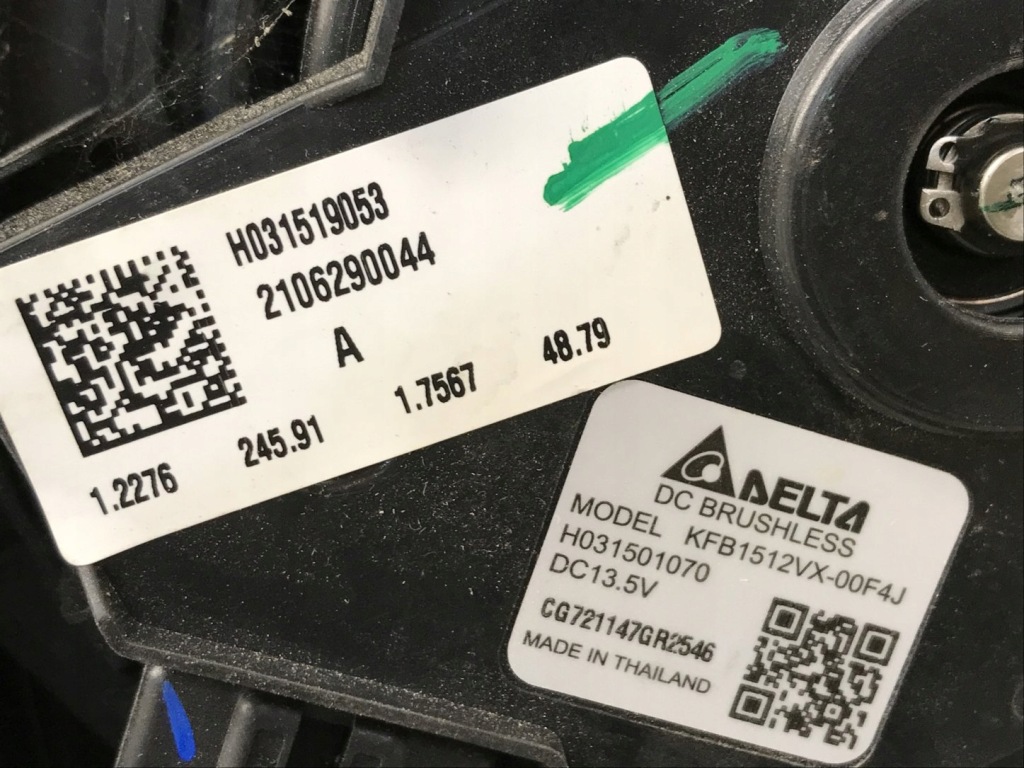 H031519053
2106290044
A
1.2276 245.91 1.7567 48.79
DELTA
DC BRUSHLESS
MODEL KFB1512VX-00F4J
H031501070
DC13.5V
CG721147GR2546
MADE IN THAILAND